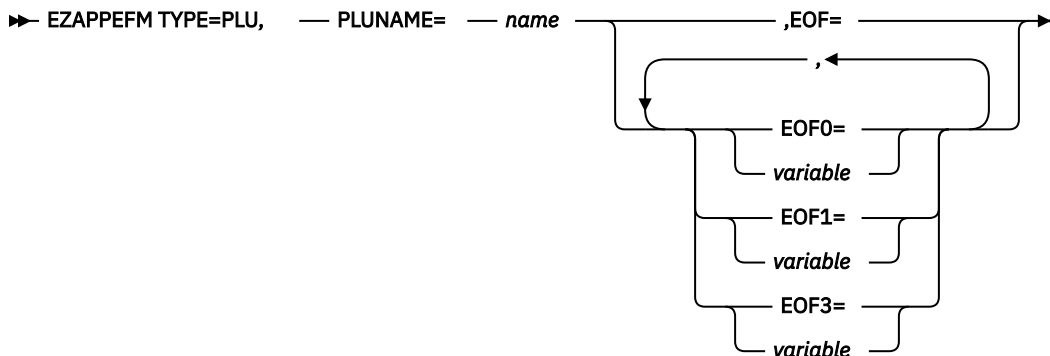 EZAPPEFM TYPE=PLU, PLUNAME= name ,EOF=
,
EOF0=
variable
EOF1=
variable
EOF3=
variable